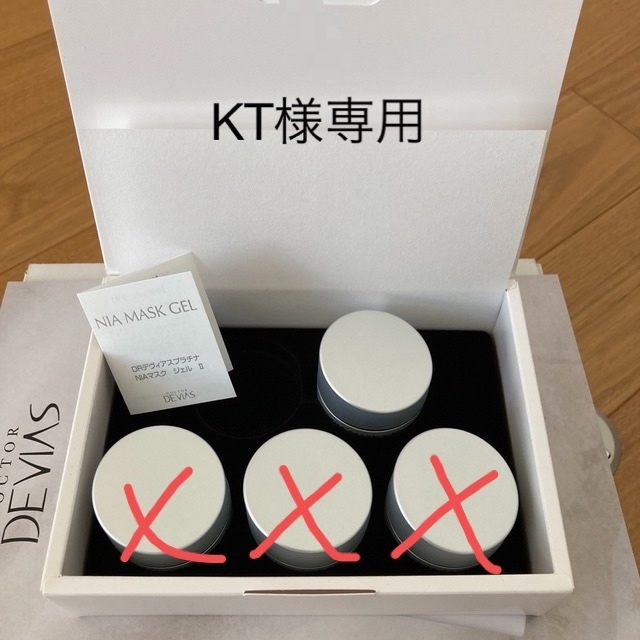 KT様専用
NIA MASK GEL
DRデヴィアスプラチナ
NIAマスク ジェル Ⅱ
DOCTOR
DEVIAS
DOCTOR
DEVIAS